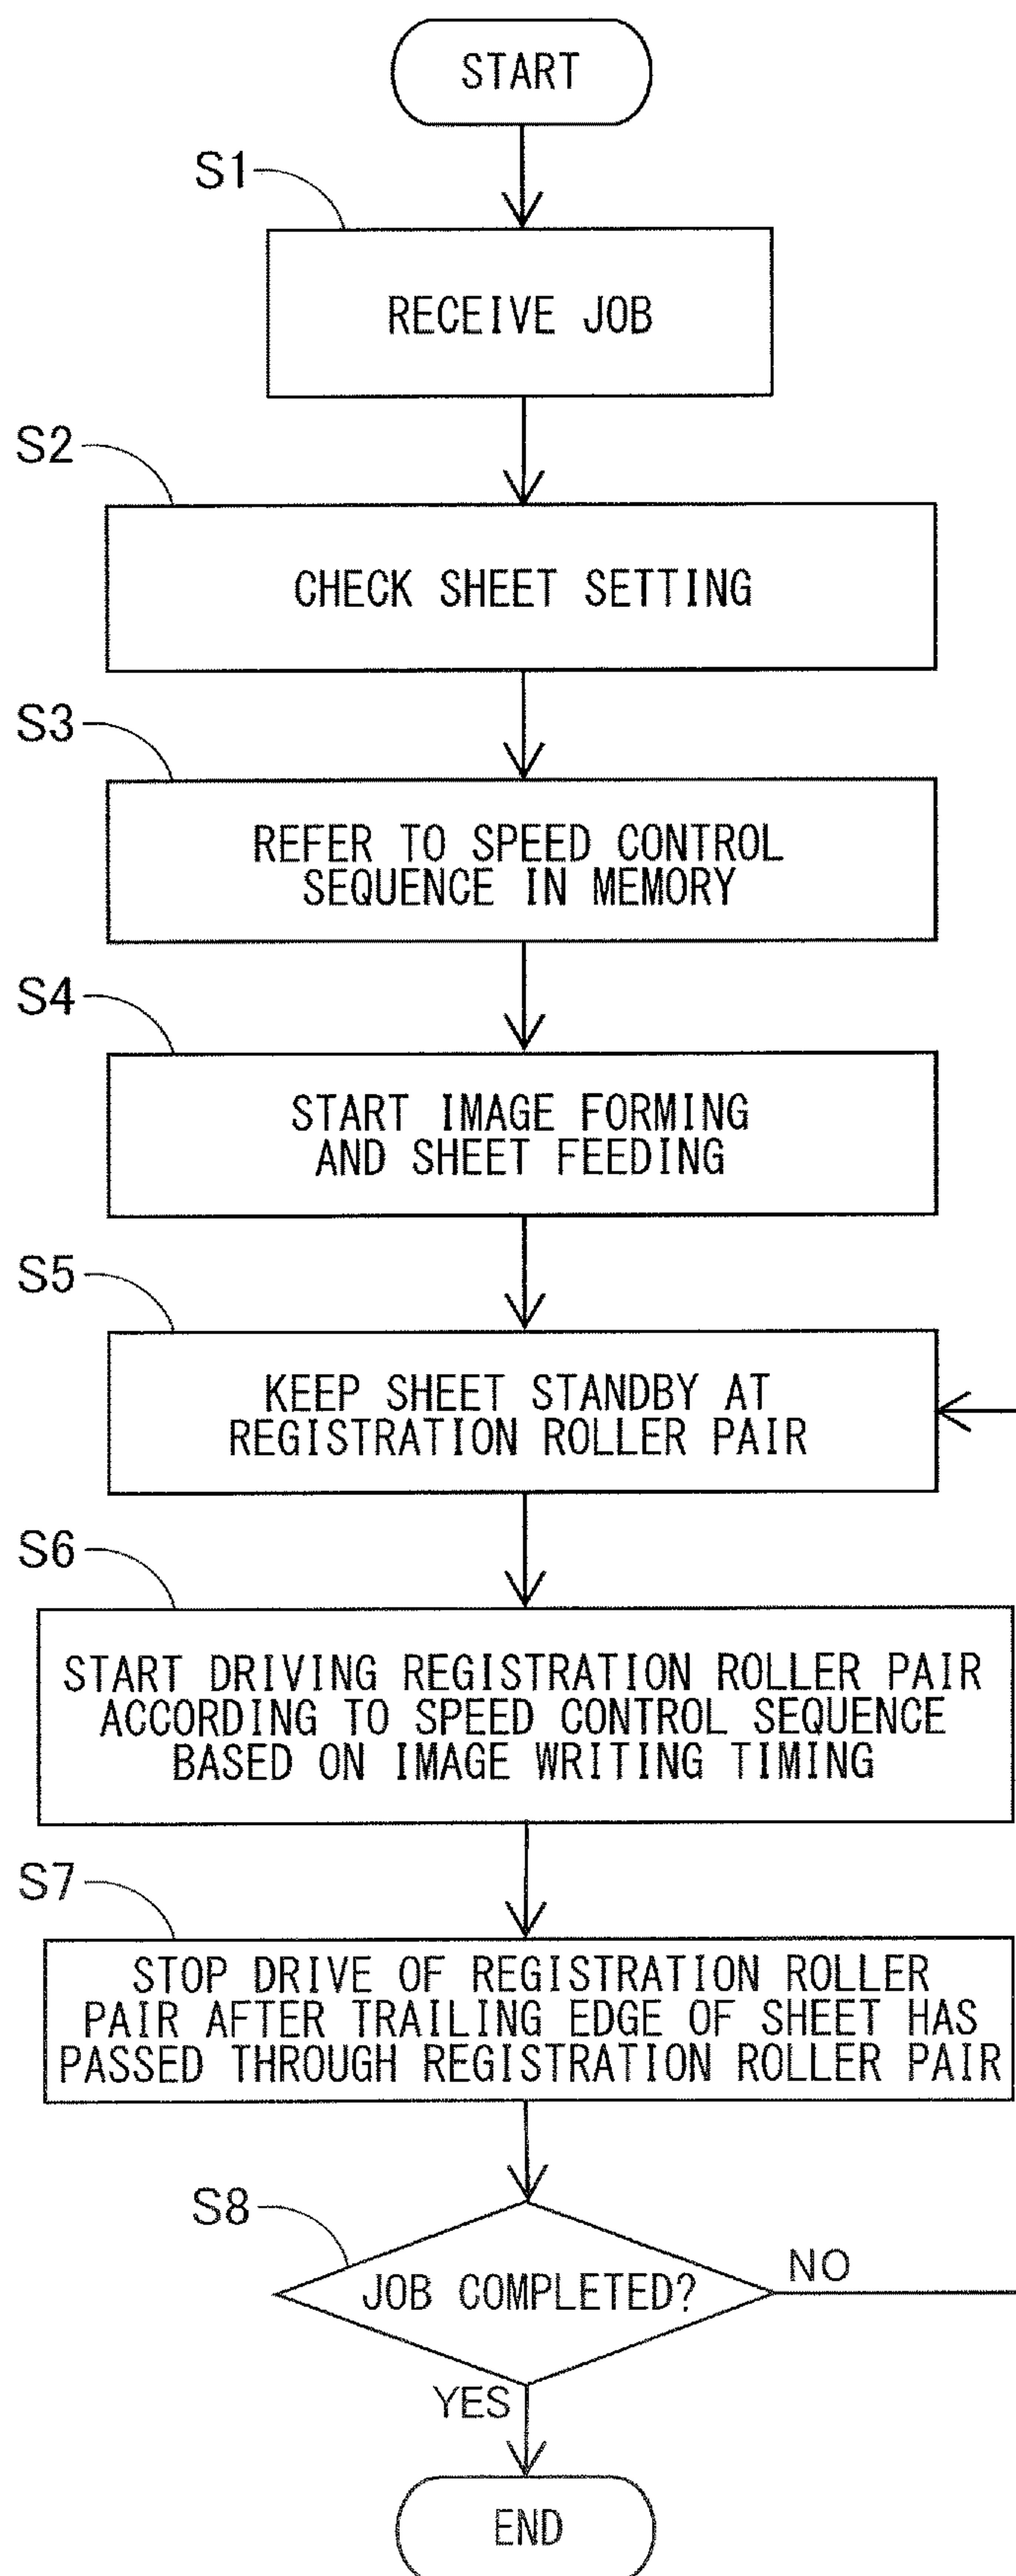 START
S1
RECEIVE JOB
S2
CHECK SHEET SETTING
S3
REFER TO SPEED CONTROL
SEQUENCE IN MEMORY
S4
START IMAGE FORMING
AND SHEET FEEDING
S5
KEEP SHEET STANDBY AT
REGISTRATION ROLLER PAIR
S6
START DRIVING REGISTRATION ROLLER PAIR
ACCORDING TO SPEED CONTROL SEQUENCE
BASED ON IMAGE WRITING TIMING
S7
STOP DRIVE OF REGISTRATION ROLLER
PAIR AFTER TRAILING EDGE OF SHEET HAS
PASSED THROUGH REGISTRATION ROLLER PAIR
S8
JOB COMPLETED?
NO
YES
END